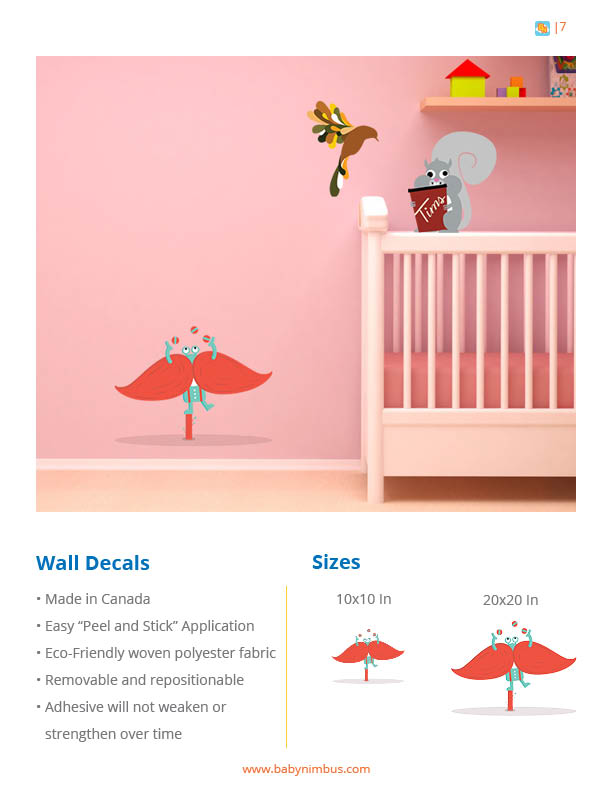 |7
Tims
Wall Decals
• Made in Canada
• Easy “Peel and Stick” Application
• Eco-Friendly woven polyester fabric
• Removable and repositionable
• Adhesive will not weaken or
strengthen over time
Sizes
10x10 In
20x20 In
www.babynimbus.com